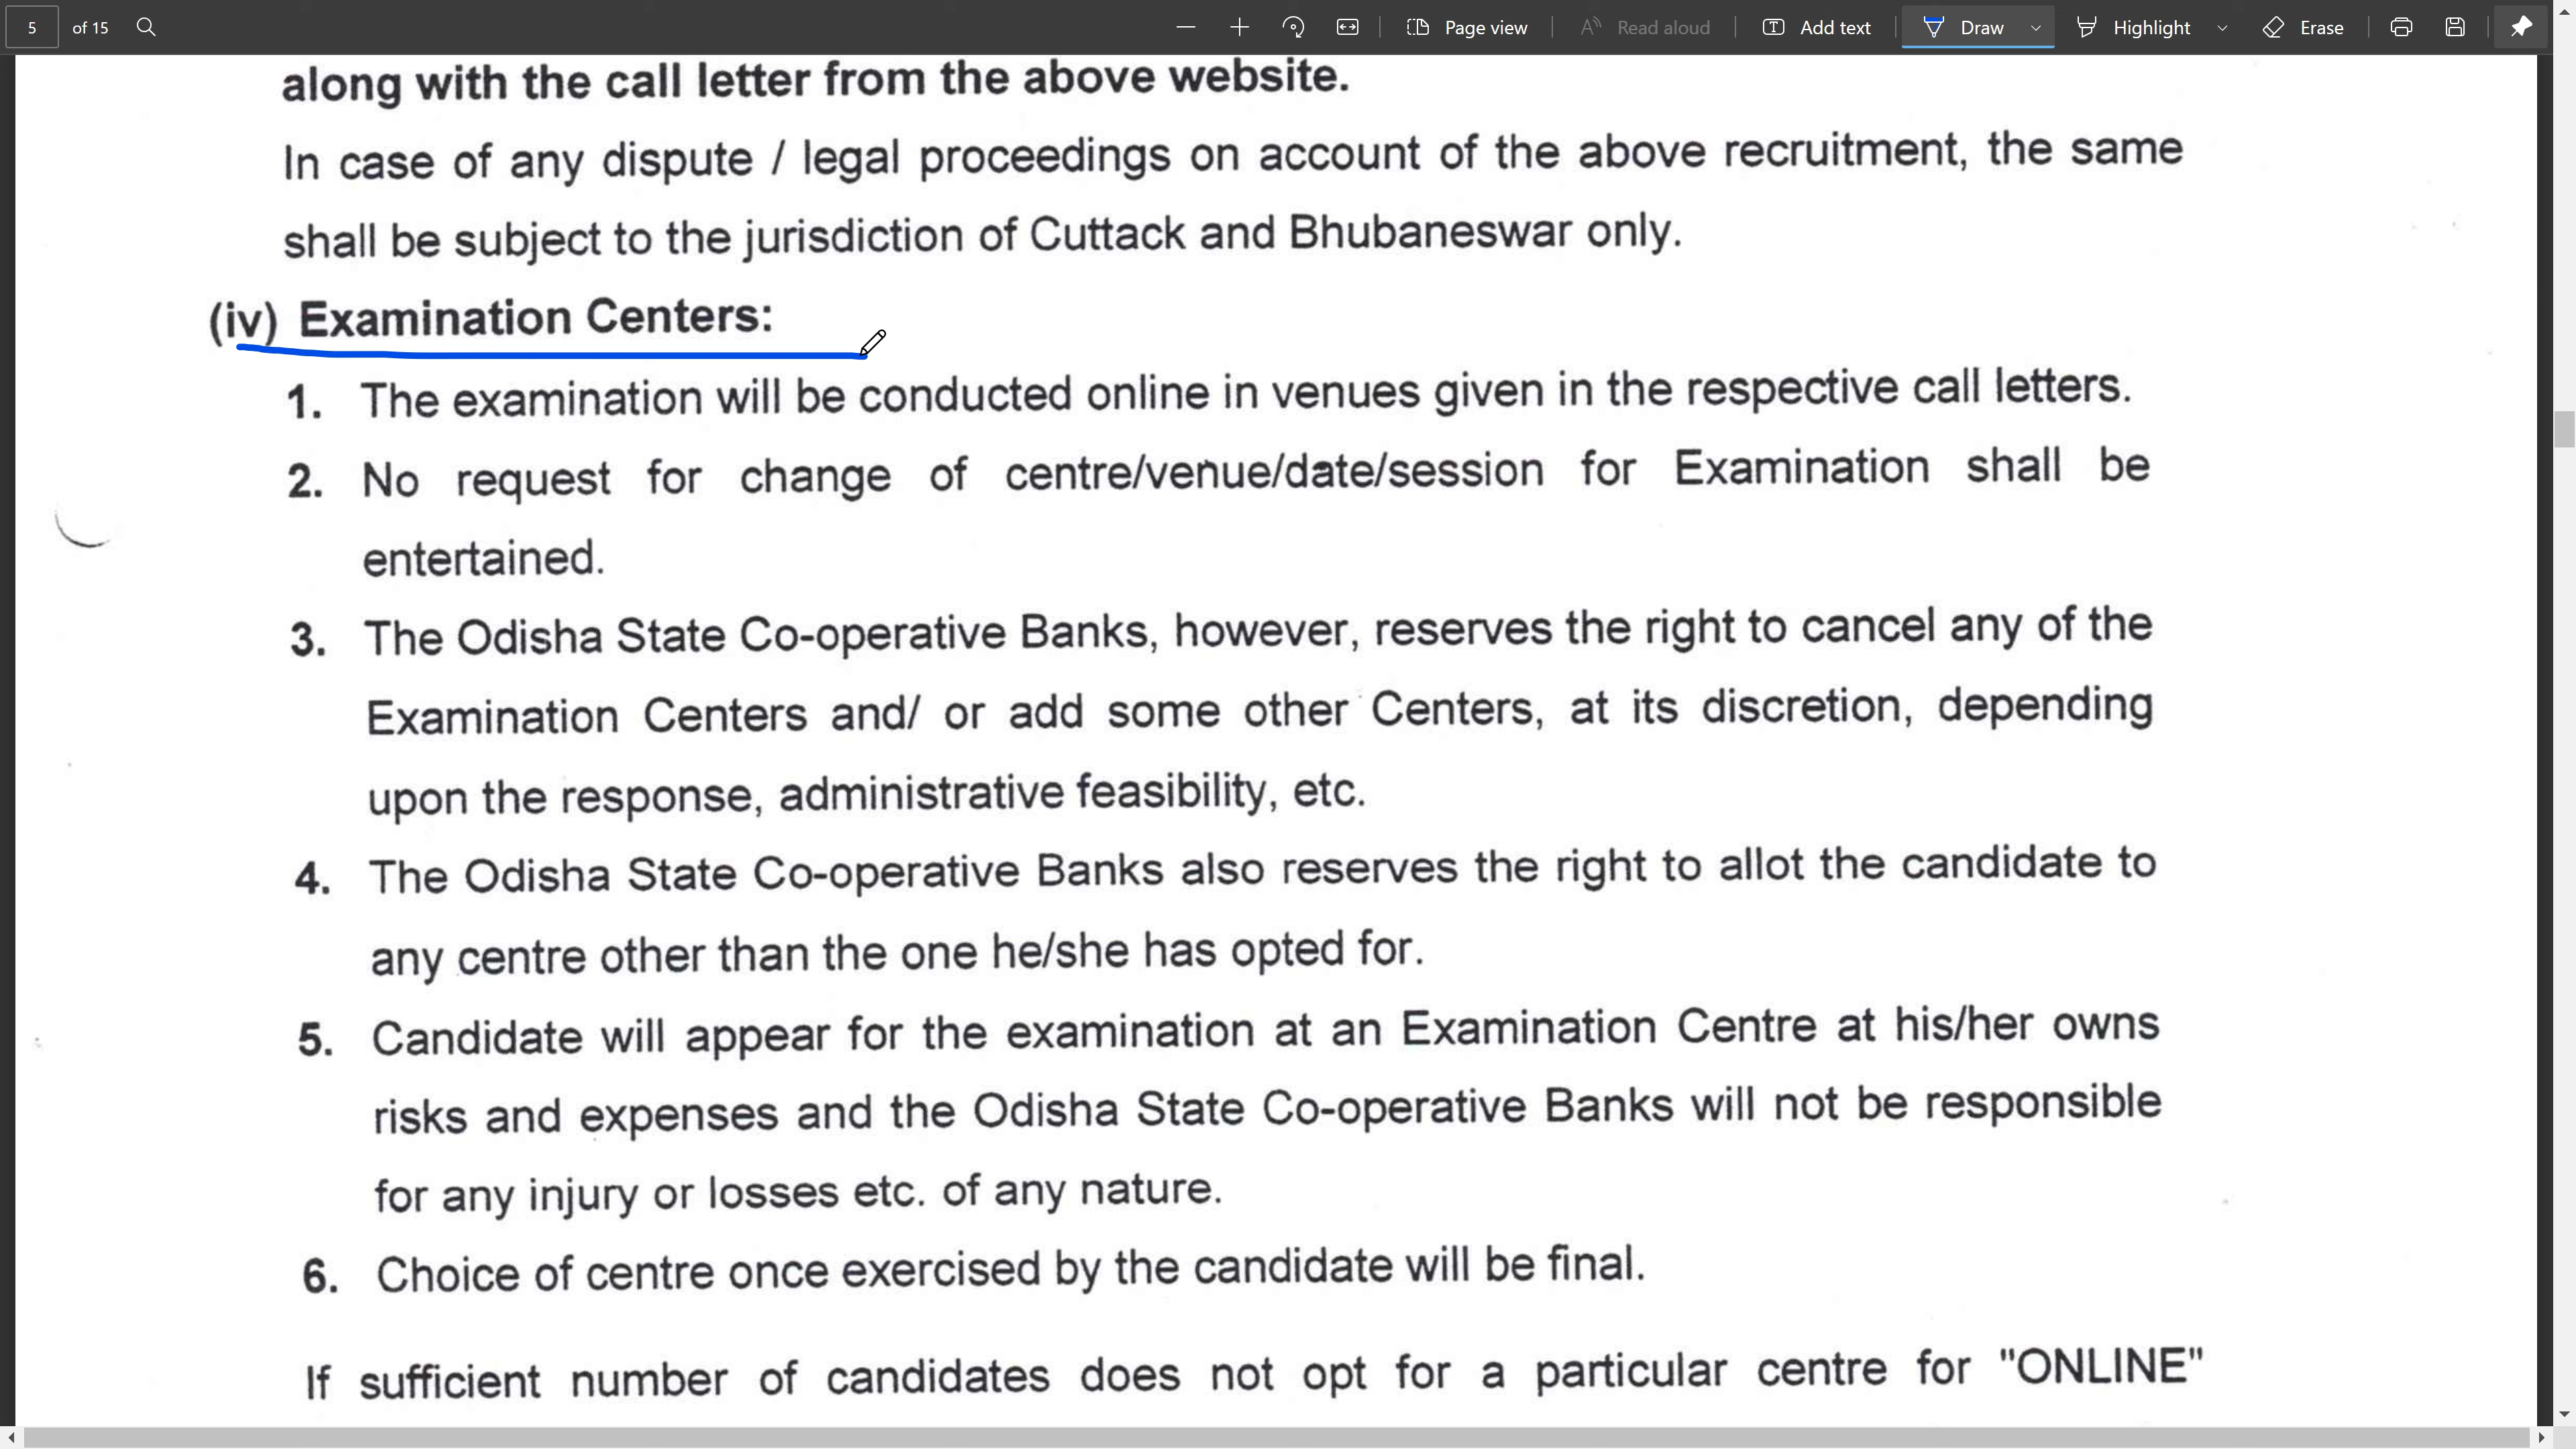 5 of 15 Page view Read aloud Add text Draw Highlight Erase
along with the call letter from the above website.
In case of any dispute / legal proceedings on account of the above recruitment, the same
shall be subject to the jurisdiction of Cuttack and Bhubaneswar only.
(iv) Examination Centers:
1. The examination will be conducted online in venues given in the respective call letters.
2. No request for change of centre/venue/date/session for Examination shall be
entertained.
3. The Odisha State Co-operative Banks, however, reserves the right to cancel any of the
Examination Centers and/ or add some other Centers, at its discretion, depending
upon the response, administrative feasibility, etc.
4. The Odisha State Co-operative Banks also reserves the right to allot the candidate to
any centre other than the one he/she has opted for.
5. Candidate will appear for the examination at an Examination Centre at his/her owns
risks and expenses and the Odisha State Co-operative Banks will not be responsible
for any injury or losses etc. of any nature.
6. Choice of centre once exercised by the candidate will be final.
If sufficient number of candidates does not opt for a particular centre for "ONLINE"